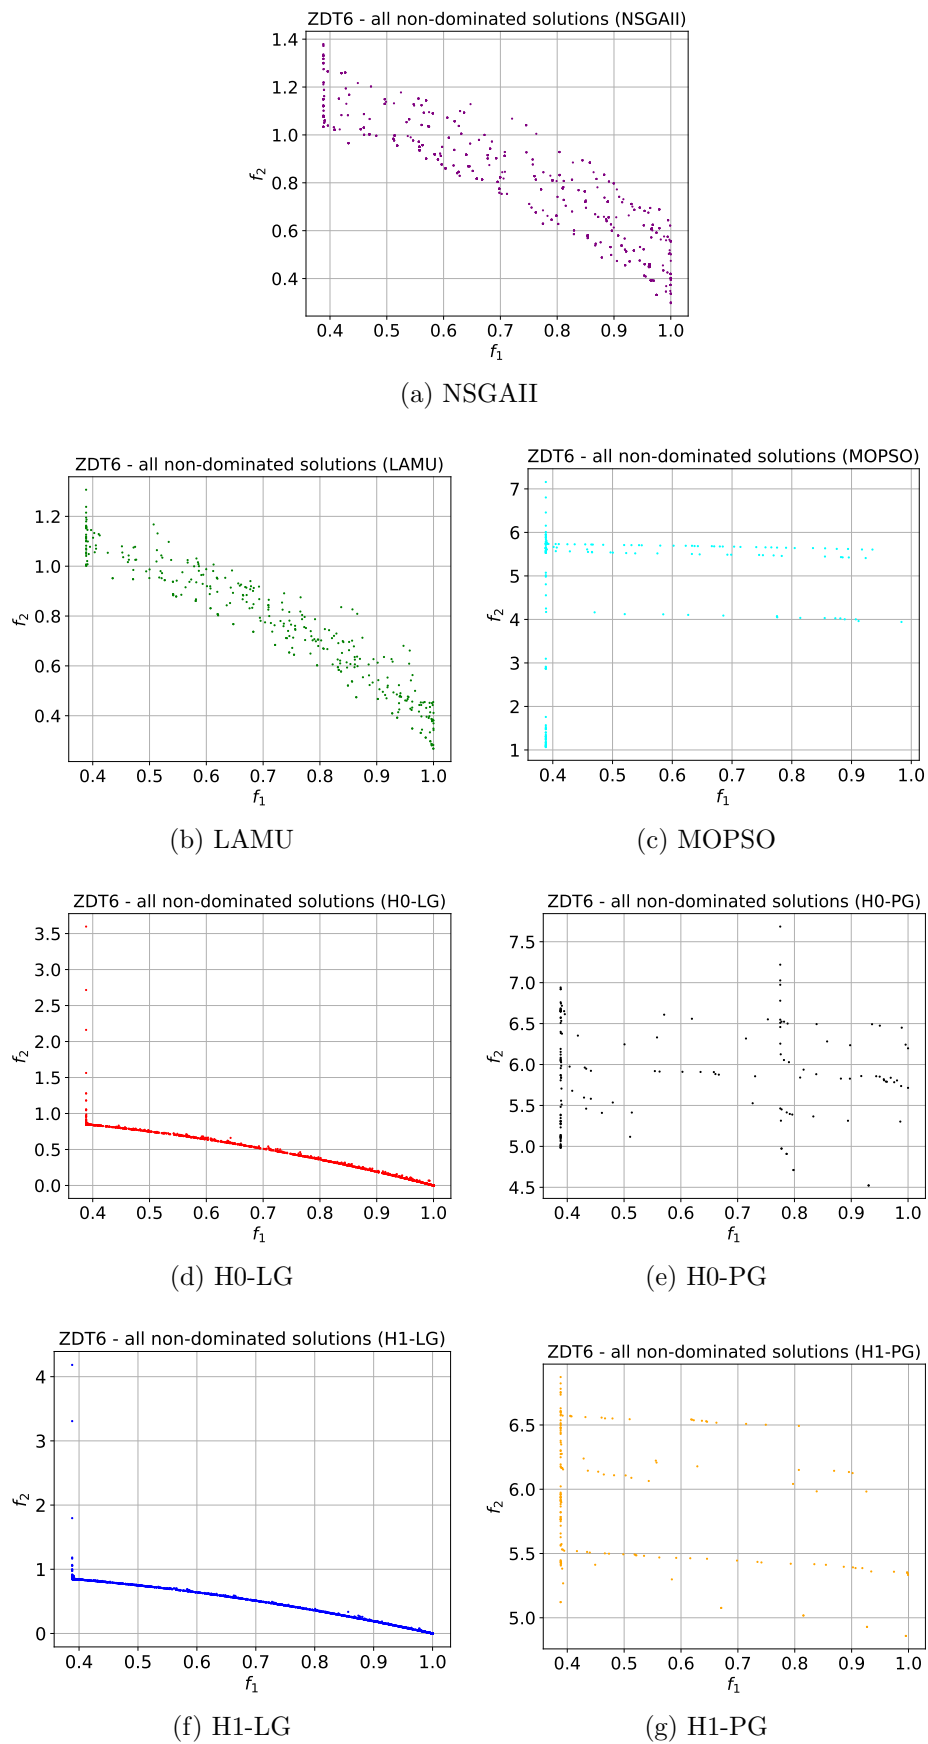 ZDT6 - all non-dominated solutions (NSGAII)
1.4
1.2
1.0
0.8
0.6
0.4
f2
0.4 0.5 0.6 0.7 0.8 0.9 1.0
f1
(a) NSGAII
ZDT6 - all non-dominated solutions (LAMU)
1.2
1.0
0.8
0.6
0.4
f2
0.4 0.5 0.6 0.7 0.8 0.9 1.0
f1
(b) LAMU
ZDT6 - all non-dominated solutions (MOPSO)
7
6
5
4
3
2
1
f2
0.4 0.5 0.6 0.7 0.8 0.9 1.0
f1
(c) MOPSO
ZDT6 - all non-dominated solutions (H0-LG)
3.5
3.0
2.5
2.0
1.5
1.0
0.5
0.0
f2
0.4 0.5 0.6 0.7 0.8 0.9 1.0
f1
(d) H0-LG
ZDT6 - all non-dominated solutions (H0-PG)
7.5
7.0
6.5
6.0
5.5
5.0
4.5
f2
0.4 0.5 0.6 0.7 0.8 0.9 1.0
f1
(e) H0-PG
ZDT6 - all non-dominated solutions (H1-LG)
4
3
2
1
0
f2
0.4 0.5 0.6 0.7 0.8 0.9 1.0
f1
(f) H1-LG
ZDT6 - all non-dominated solutions (H1-PG)
6.5
6.0
5.5
5.0
f2
0.4 0.5 0.6 0.7 0.8 0.9 1.0
f1
(g) H1-PG